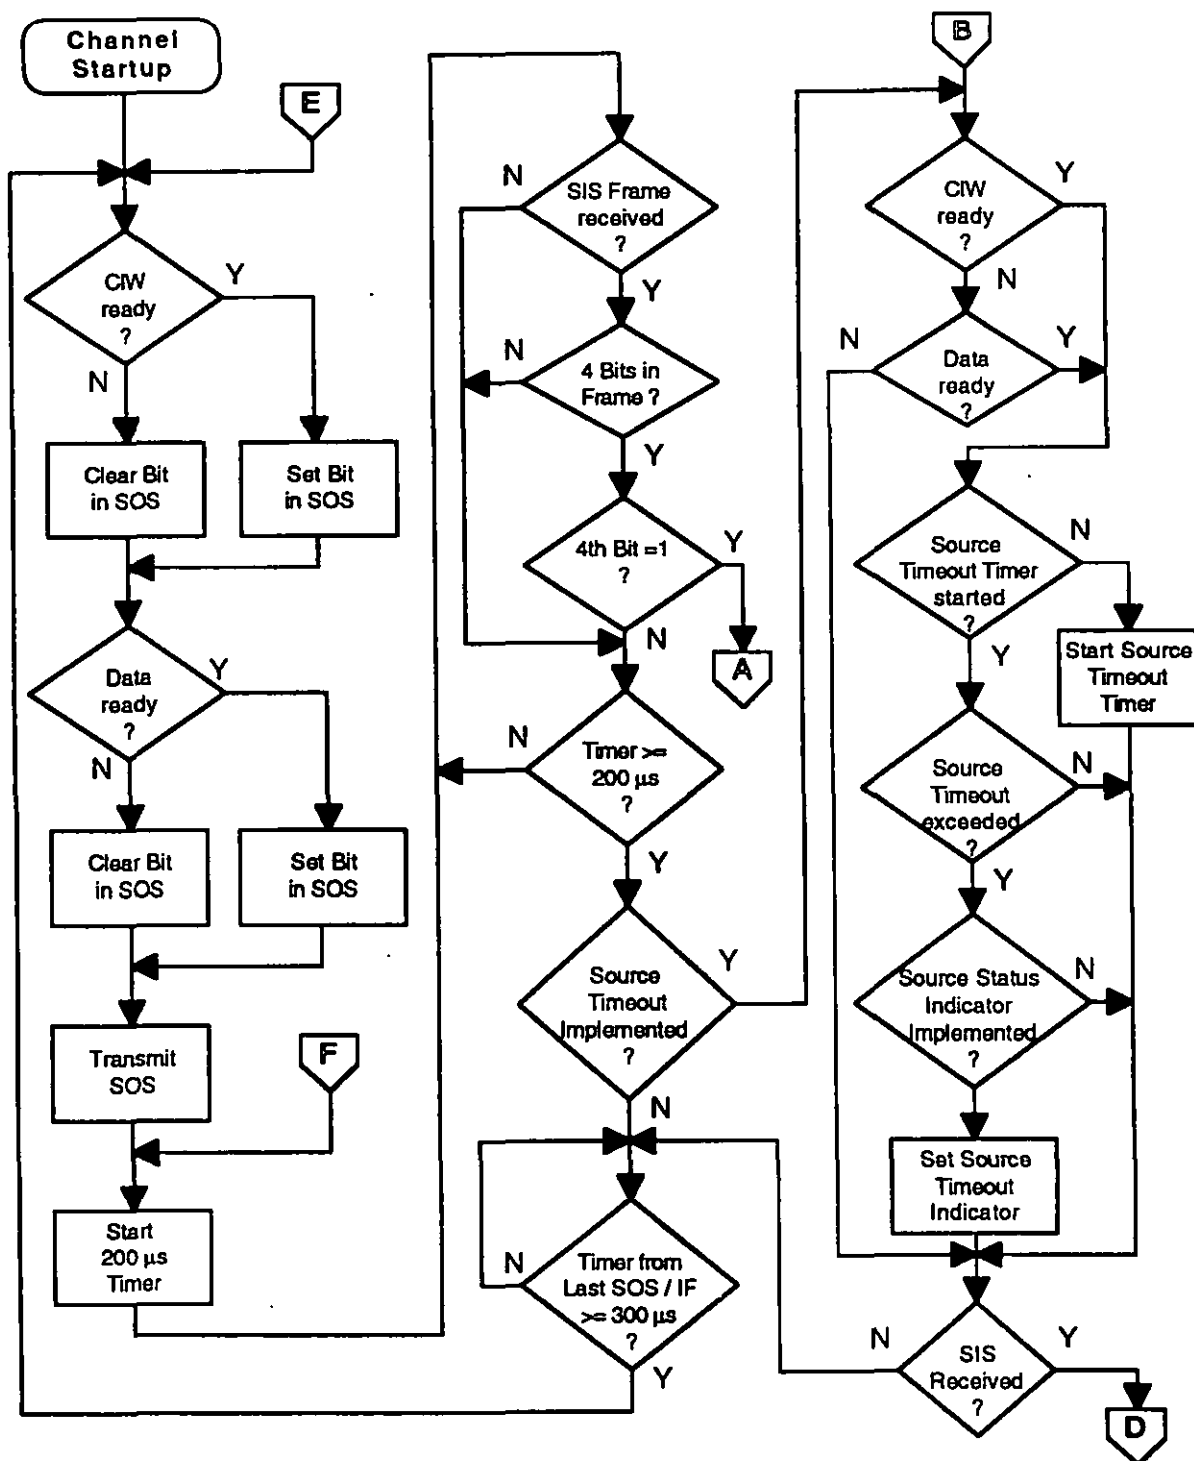 Channel
Startup
E
CIW
ready
?
Y
N
Clear Bit
in SOS
Set Bit
in SOS
Data
ready
?
Y
N
Clear Bit
in SOS
Set Bit
in SOS
Transmit
SOS
F
Start
200 µs
Timer
SIS Frame
received
?
N
Y
4 Bits in
Frame ?
N
Y
4th Bit =1
?
Y
N
A
Timer >=
200 µs
?
N
Y
Source
Timeout
Implemented
?
Y
N
Timer from
Last SOS / IF
>= 300 µs
?
N
Y
B
CIW
ready
?
Y
N
Data
ready
?
N
Y
Source
Timeout Timer
started
?
N
Y
Start Source
Timeout
Timer
Source
Timeout
exceeded
?
N
Y
Source Status
Indicator
Implemented
?
N
Set Source
Timeout
Indicator
SIS
Received
?
N
Y
D